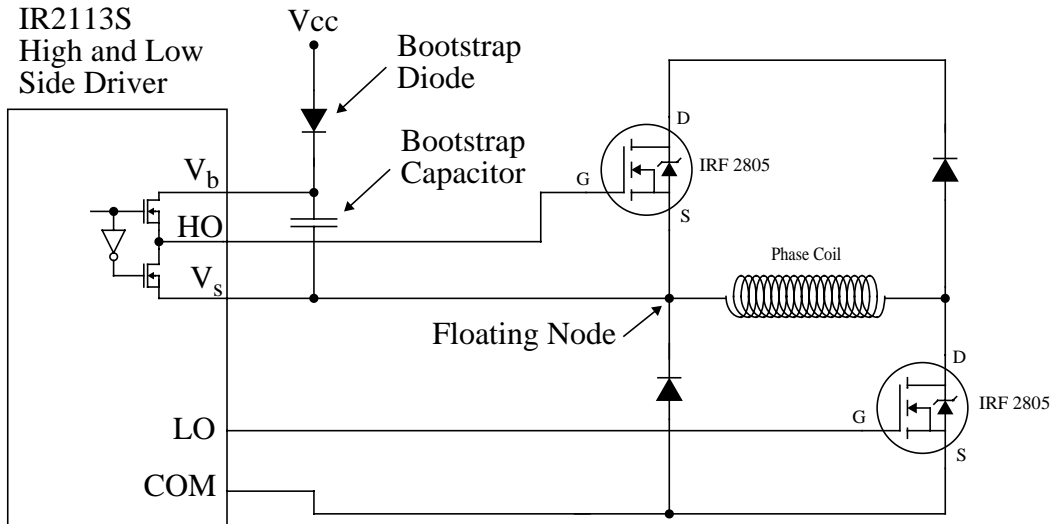 IR2113S
High and Low
Side Driver
Vcc
Bootstrap
Diode
Bootstrap
Capacitor
Vb
HO
Vs
LO
COM
D
G
S
IRF 2805
Phase Coil
Floating Node
D
G
S
IRF 2805